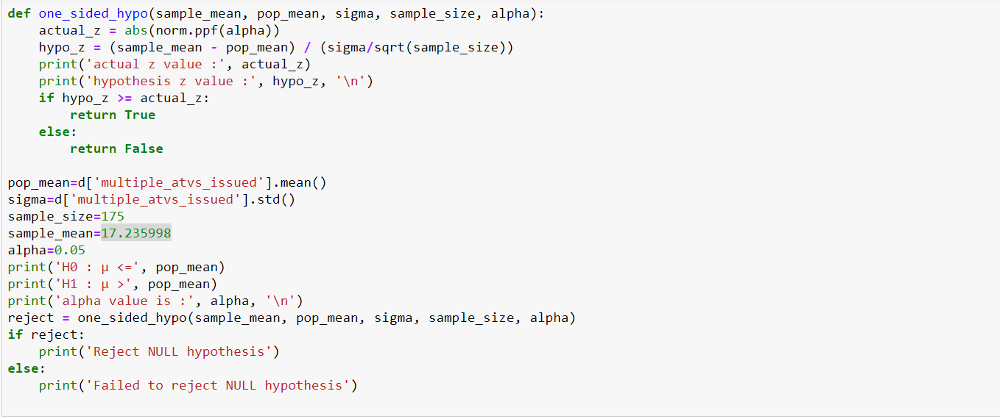 def one_sided_hypo(sample_mean, pop_mean, sigma, sample_size, alpha):
    actual_z = abs(norm.ppf(alpha))
    hypo_z = (sample_mean - pop_mean) / (sigma/sqrt(sample_size))
    print('actual z value :', actual_z)
    print('hypothesis z value :', hypo_z, '\n')
    if hypo_z >= actual_z:
        return True
    else:
        return False

pop_mean=d['multiple_atvs_issued'].mean()
sigma=d['multiple_atvs_issued'].std()
sample_size=175
sample_mean=17.235998
alpha=0.05
print('H0 : μ <=', pop_mean)
print('H1 : μ >', pop_mean)
print('alpha value is :', alpha, '\n')
reject = one_sided_hypo(sample_mean, pop_mean, sigma, sample_size, alpha)
if reject:
    print('Reject NULL hypothesis')
else:
    print('Failed to reject NULL hypothesis')